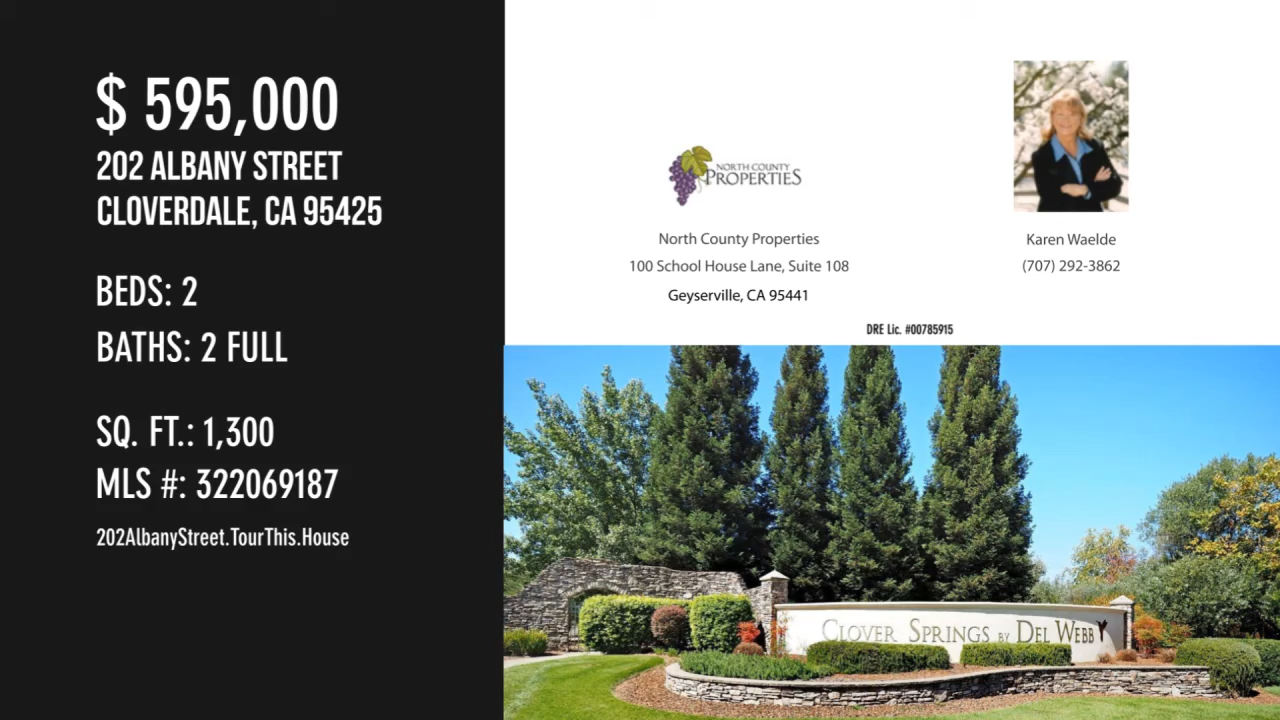 $ 595,000
202 ALBANY STREET
CLOVERDALE, CA 95425
BEDS: 2
BATHS: 2 FULL
SQ. FT.: 1,300
MLS #: 322069187
202AlbanyStreet.TourThis.House
NORTH COUNTY
PROPERTIES
North County Properties
100 School House Lane, Suite 108
Geyserville, CA 95441
Karen Waelde
(707) 292-3862
DRE Lic. #00785915
CLOVER SPRINGS BY DEL WEBB